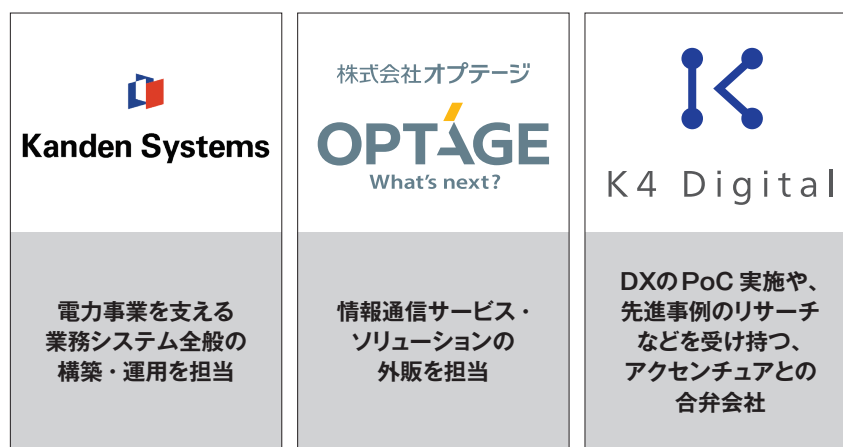 Kanden Systems
電力事業を支える
業務システム全般の
構築・運用を担当
株式会社オプテージ
OPTAGE
What's next?
情報通信サービス・
ソリューションの
外販を担当
K4 Digital
DXのPoC 実施や、
先進事例のリサーチ
などを受け持つ、
アクセンチュアとの
合弁会社